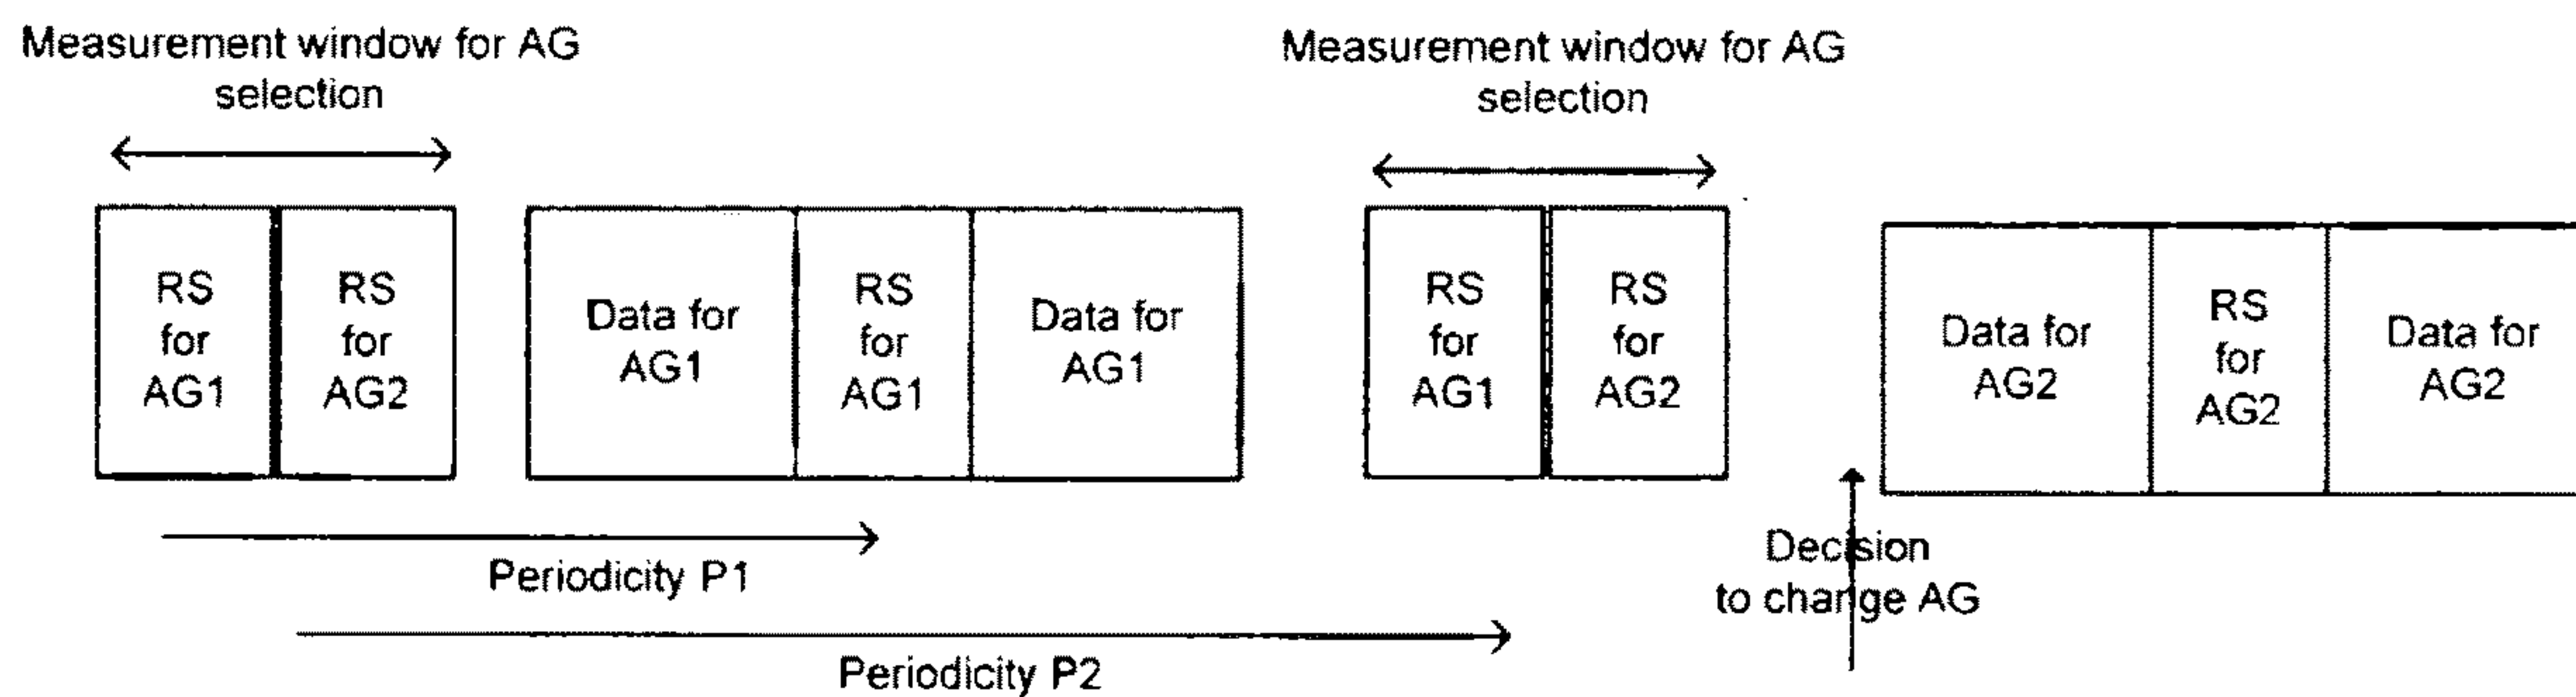 Measurement window for AG
selection
Measurement window for AG
selection
RS
for
AG1
RS
for
AG2
Data for
AG1
RS
for
AG1
Data for
AG1
RS
for
AG1
RS
for
AG2
Data for
AG2
RS
for
AG2
Data for
AG2
Periodicity P1
Periodicity P2
Decision
to change AG